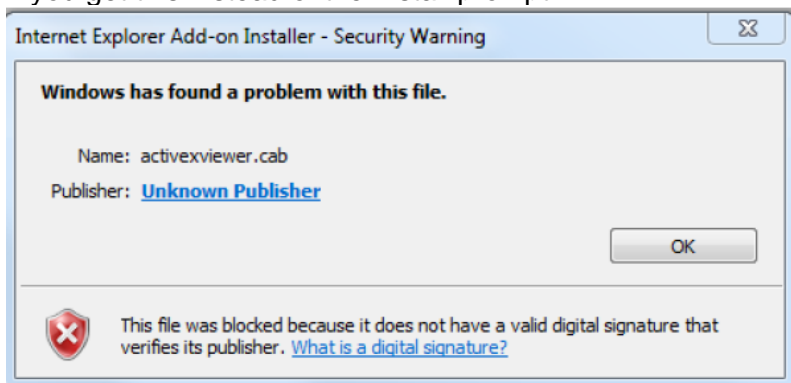 Internet Explorer Add-on Installer - Security Warning
Windows has found a problem with this file.
Name: activexviewer.cab
Publisher: Unknown Publisher
OK
This file was blocked because it does not have a valid digital signature that
verifies its publisher. What is a digital signature?